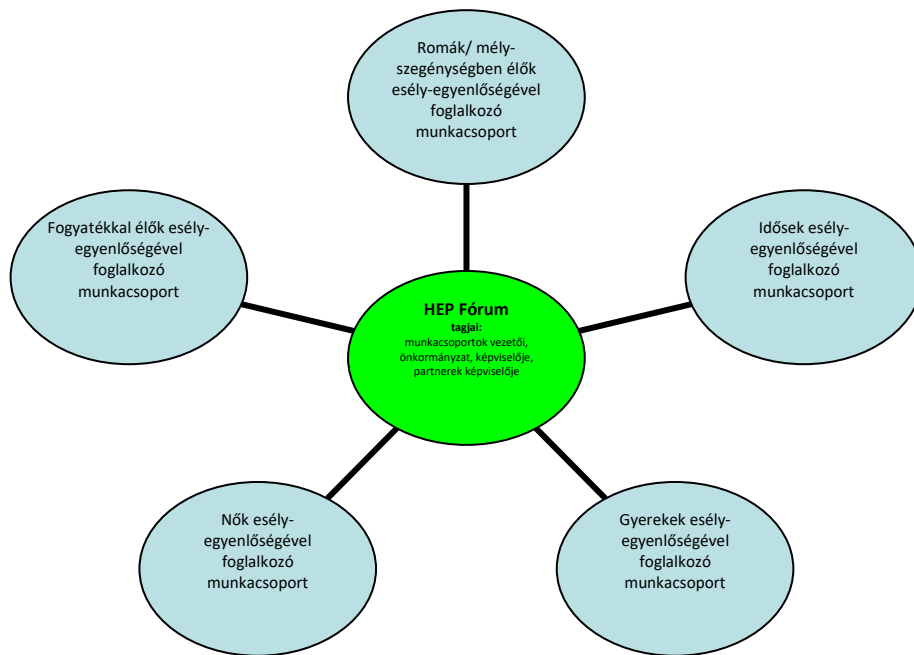 Romák/ mély-
szegénységben élők
esély-egyenlőségével
foglalkozó
munkacsoport
Fogyatékkal élők esély-
egyenlőségével
foglalkozó
munkacsoport
Idősek esély-
egyenlőségével
foglalkozó
munkacsoport
HEP Fórum
tagjai:
munkacsoportok vezetői,
önkormányzat, képviselője,
partnerek képviselője
Nők esély-
egyenlőségével
foglalkozó
munkacsoport
Gyerekek esély-
egyenlőségével
foglalkozó
munkacsoport